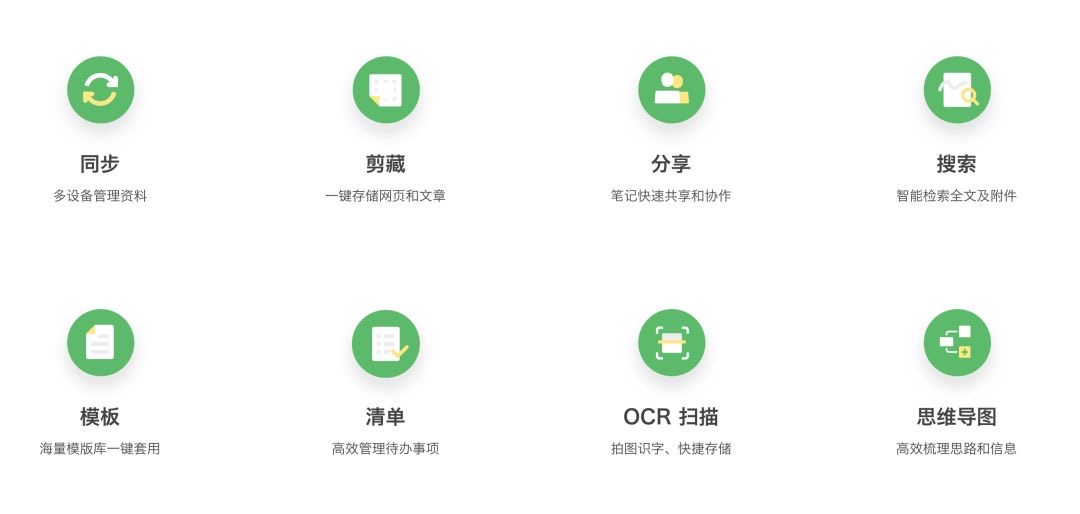 同步
多设备管理资料
剪藏
一键存储网页和文章
分享
笔记快速共享和协作
搜索
智能检索全文及附件
模板
海量模版库一键套用
清单
高效管理待办事项
OCR 扫描
拍图识字、快捷存储
思维导图
高效梳理思路和信息